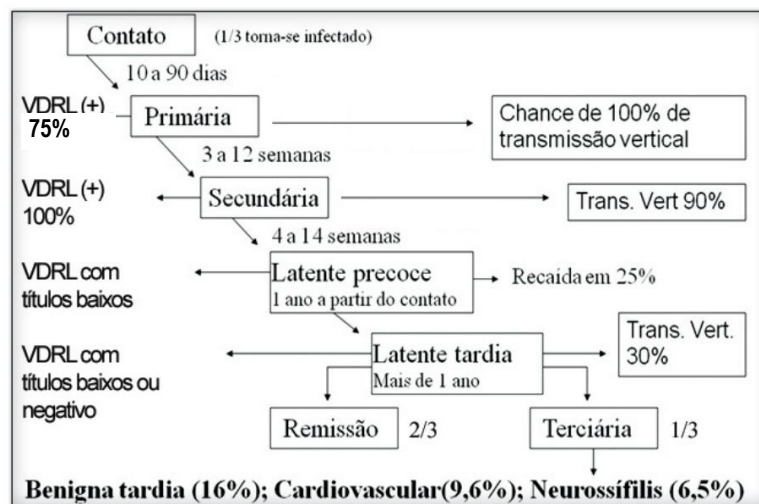 Contato
(1/3 torna-se infectado)
10 a 90 dias
VDRL (+)
75%
Primária
Chance de 100% de
transmissão vertical
3 a 12 semanas
VDRL (+)
100%
Secundária
Trans. Vert 90%
4 a 14 semanas
VDRL com
títulos baixos
Latente precoce
1 ano a partir do contato
Recaída em 25%
VDRL com
títulos baixos ou
negativo
Latente tardia
Mais de 1 ano
Trans. Vert.
30%
Remissão
2/3
Terciária
1/3
Benigna tardia (16%); Cardiovascular(9,6%); Neurossífilis (6,5%)